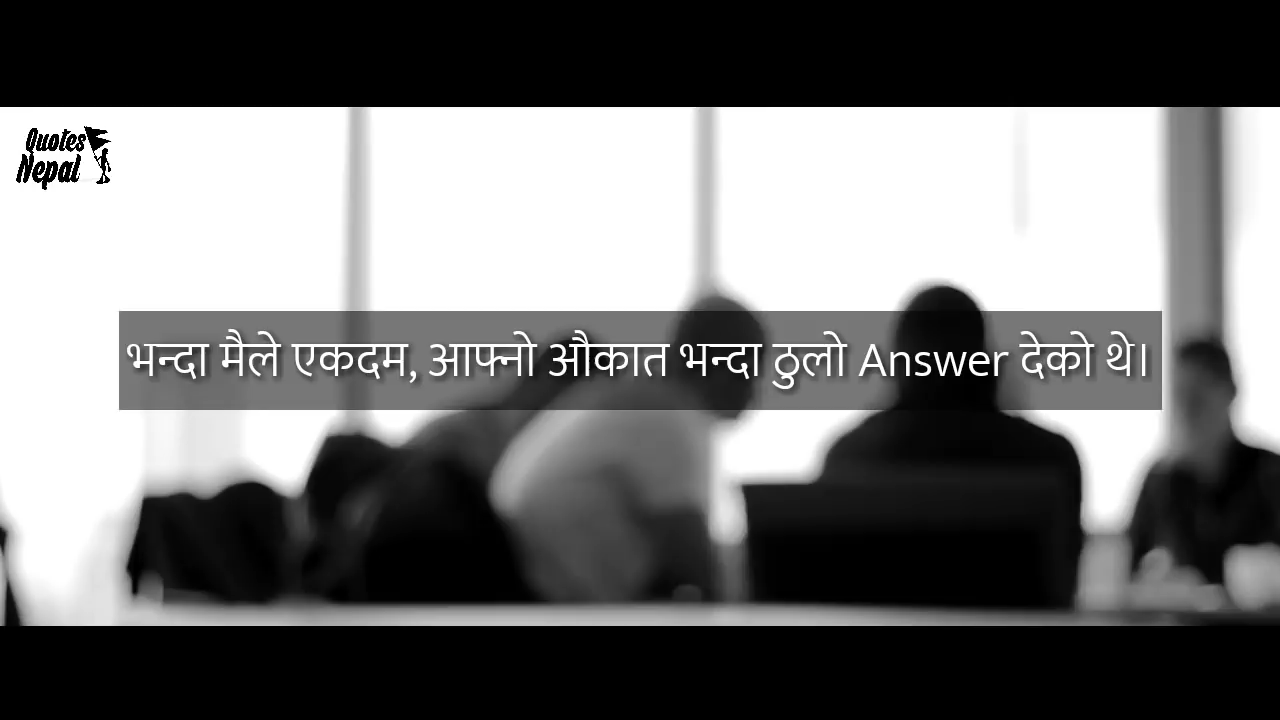 Quotes
Nepal
भन्दा मैले एकदम, आफ्नो औकात भन्दा ठुलो Answer देको थे।